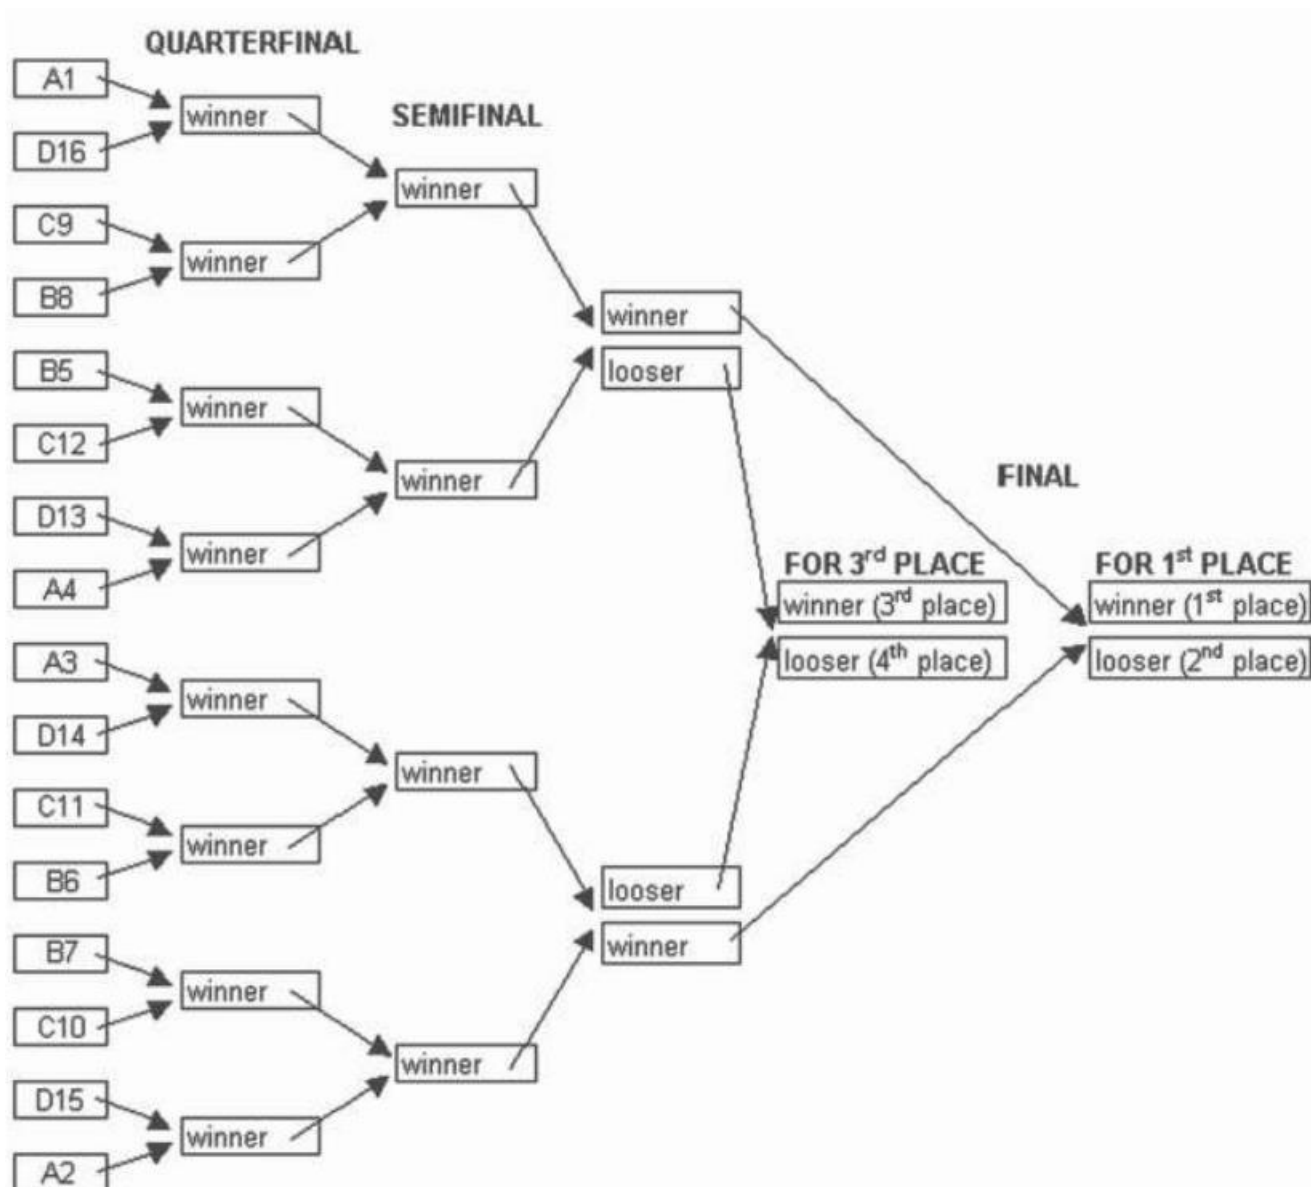 QUARTERFINAL
SEMIFINAL
FINAL
A1
D16
C9
B8
B5
C12
D13
A4
A3
D14
C11
B6
B7
C10
D15
A2
winner
winner
winner
winner
winner
winner
winner
winner
winner
winner
winner
winner
winner
looser
looser
winner
FOR 3rd PLACE
winner (3rd place)
looser (4th place)
FOR 1st PLACE
winner (1st place)
looser (2nd place)